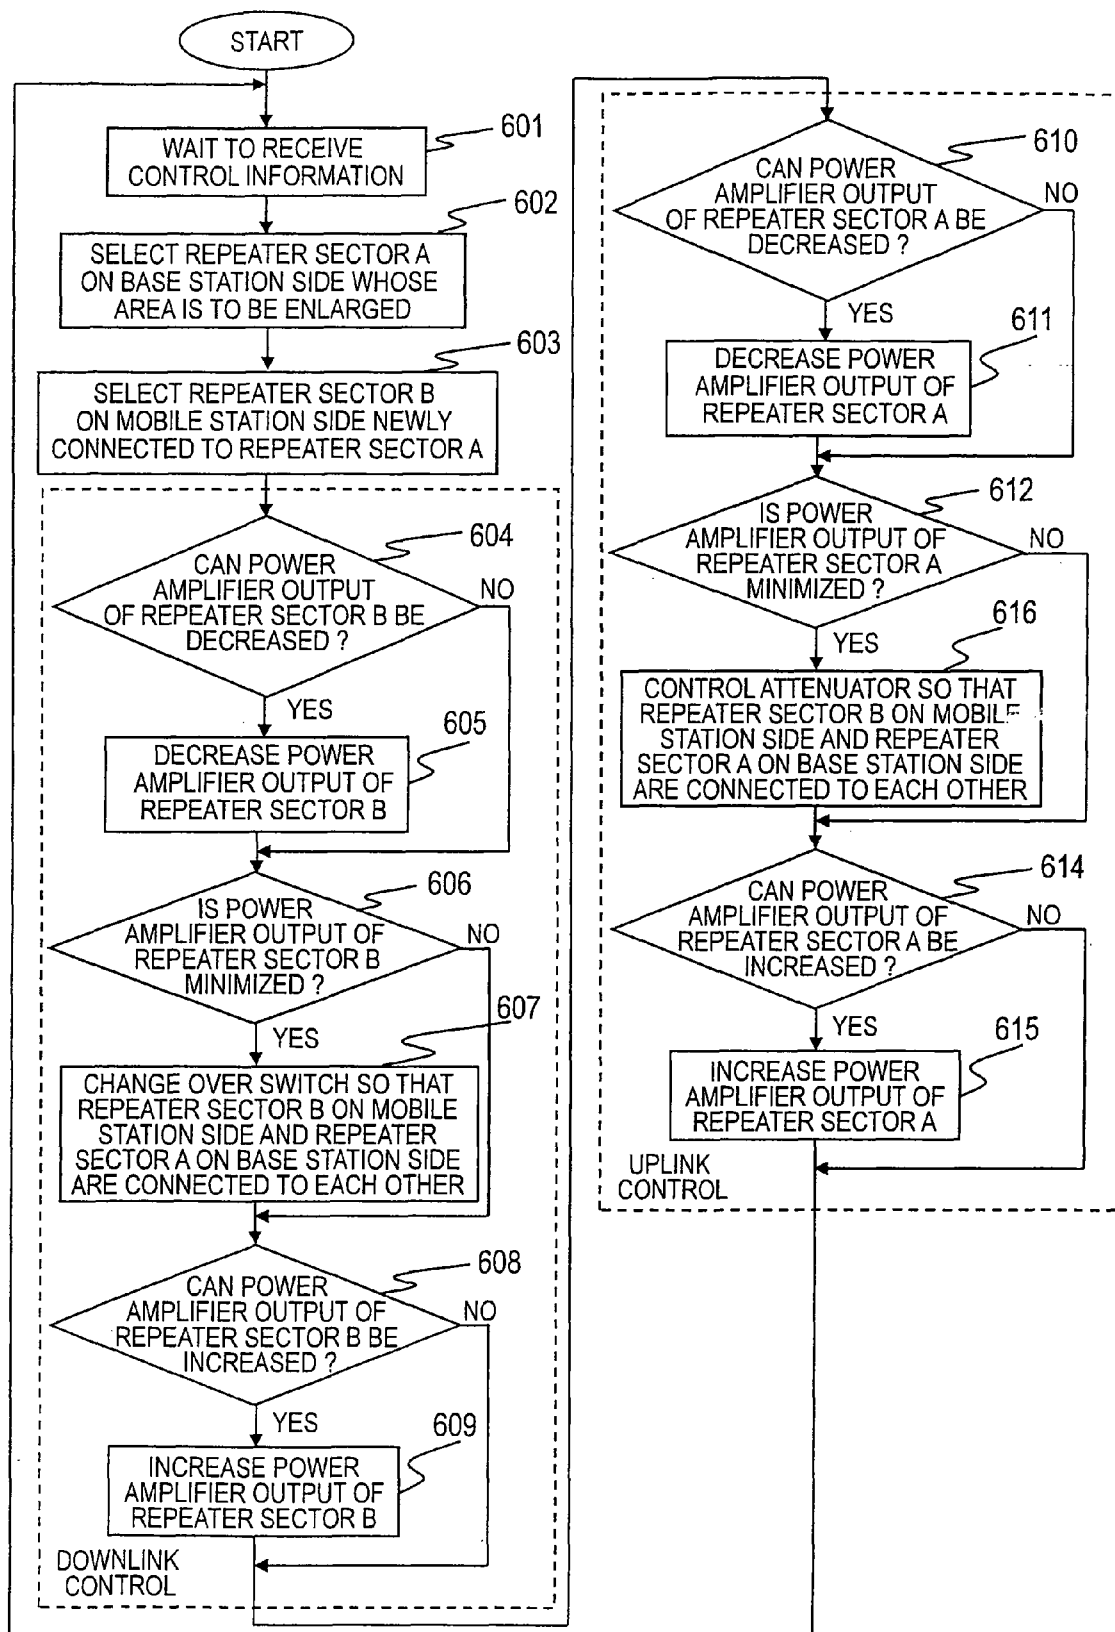 START
601
WAIT TO RECEIVE
CONTROL INFORMATION
602
SELECT REPEATER SECTOR A
ON BASE STATION SIDE WHOSE
AREA IS TO BE ENLARGED
603
SELECT REPEATER SECTOR B
ON MOBILE STATION SIDE NEWLY
CONNECTED TO REPEATER SECTOR A
604
CAN POWER
AMPLIFIER OUTPUT
OF REPEATER SECTOR B BE
DECREASED ?
NO
YES
605
DECREASE POWER
AMPLIFIER OUTPUT OF
REPEATER SECTOR B
606
IS POWER
AMPLIFIER OUTPUT OF
REPEATER SECTOR B
MINIMIZED ?
NO
YES
607
CHANGE OVER SWITCH SO THAT
REPEATER SECTOR B ON MOBILE
STATION SIDE AND REPEATER
SECTOR A ON BASE STATION SIDE
ARE CONNECTED TO EACH OTHER
608
CAN POWER
AMPLIFIER OUTPUT OF
REPEATER SECTOR B BE
INCREASED ?
NO
YES
609
INCREASE POWER
AMPLIFIER OUTPUT OF
REPEATER SECTOR B
DOWNLINK
CONTROL
610
CAN POWER
AMPLIFIER OUTPUT
OF REPEATER SECTOR A BE
DECREASED ?
NO
YES
611
DECREASE POWER
AMPLIFIER OUTPUT OF
REPEATER SECTOR A
612
IS POWER
AMPLIFIER OUTPUT OF
REPEATER SECTOR A
MINIMIZED ?
NO
YES
616
CONTROL ATTENUATOR SO THAT
REPEATER SECTOR B ON MOBILE
STATION SIDE AND REPEATER
SECTOR A ON BASE STATION SIDE
ARE CONNECTED TO EACH OTHER
614
CAN POWER
AMPLIFIER OUTPUT OF
REPEATER SECTOR A BE
INCREASED ?
NO
YES
615
INCREASE POWER
AMPLIFIER OUTPUT OF
REPEATER SECTOR A
UPLINK
CONTROL